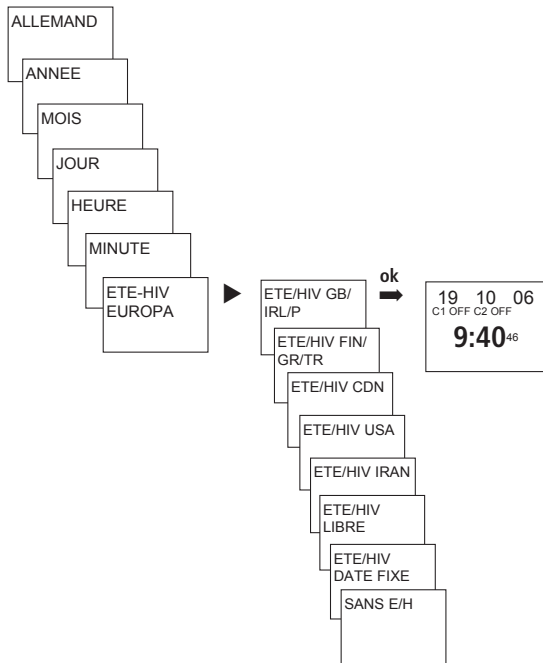 ALLEMAND
ANNEE
MOIS
JOUR
HEURE
MINUTE
ETE-HIV
EUROPA
ETE/HIV GB/
IRL/P
ETE/HIV FIN/
GR/TR
ETE/HIV CDN
ETE/HIV USA
ETE/HIV IRAN
ETE/HIV
LIBRE
ETE/HIV
DATE FIXE
SANS E/H
ok
19 10 06
C1 OFF C2 OFF
9:40 46